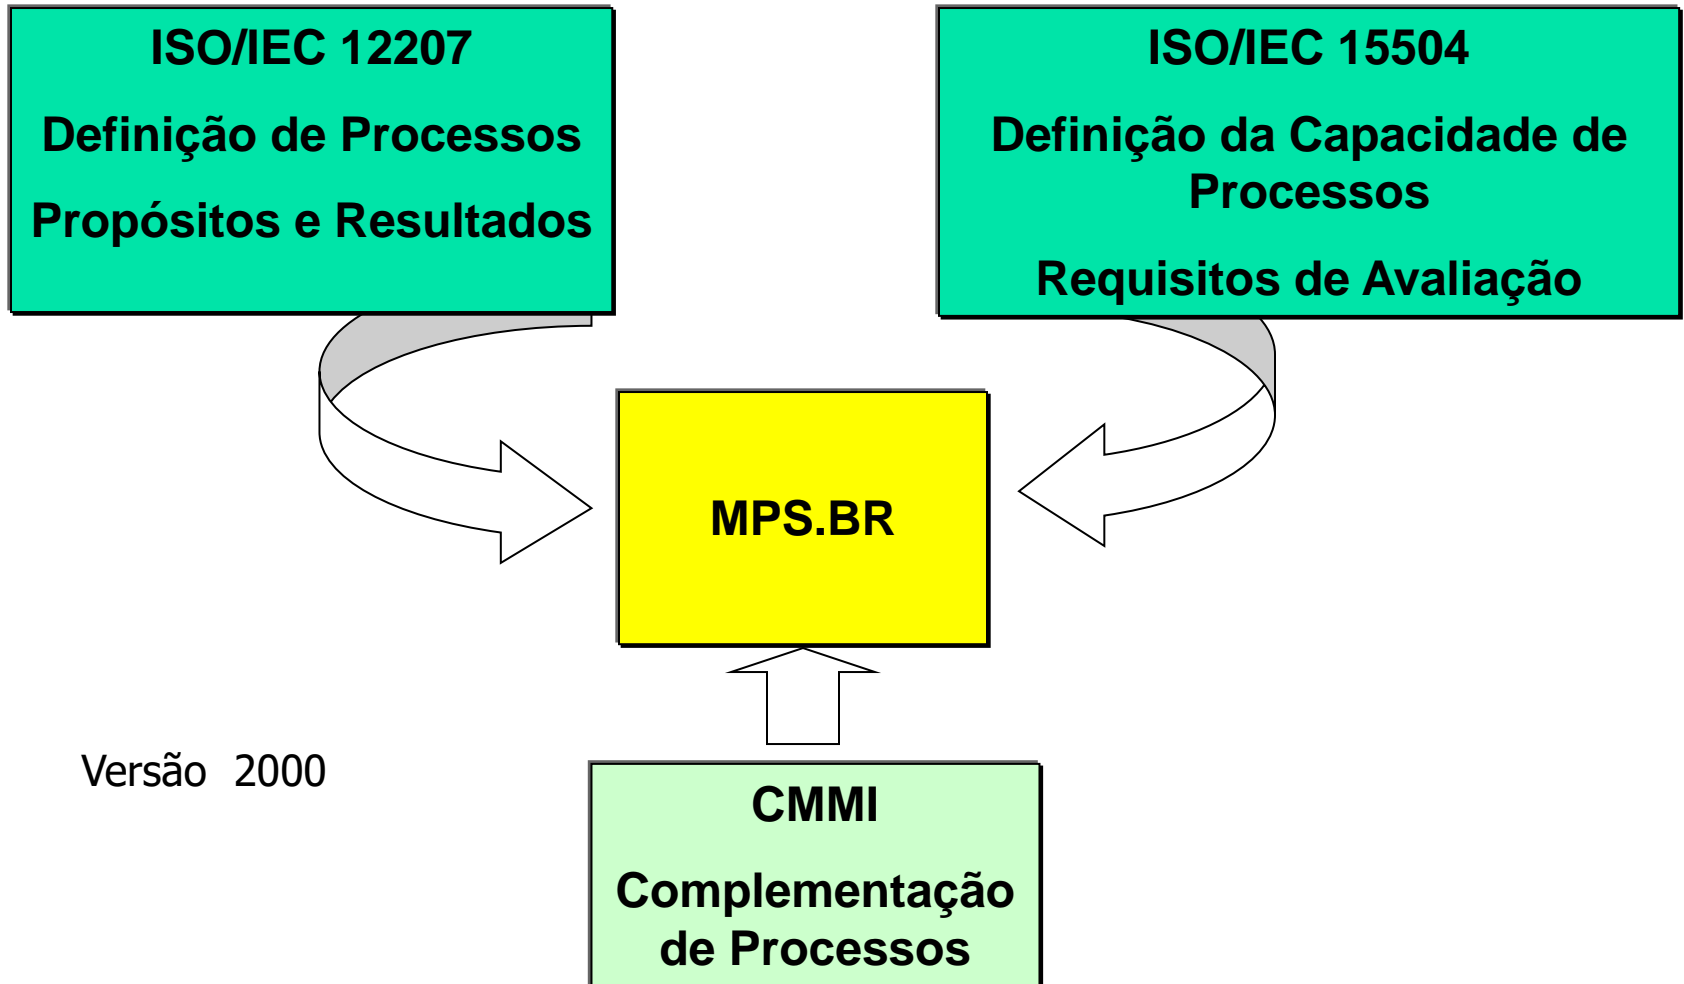 ISO/IEC 12207
Definição de Processos
Propósitos e Resultados
ISO/IEC 15504
Definição da Capacidade de
Processos
Requisitos de Avaliação
MPS.BR
Versão 2000
CMMI
Complementação
de Processos